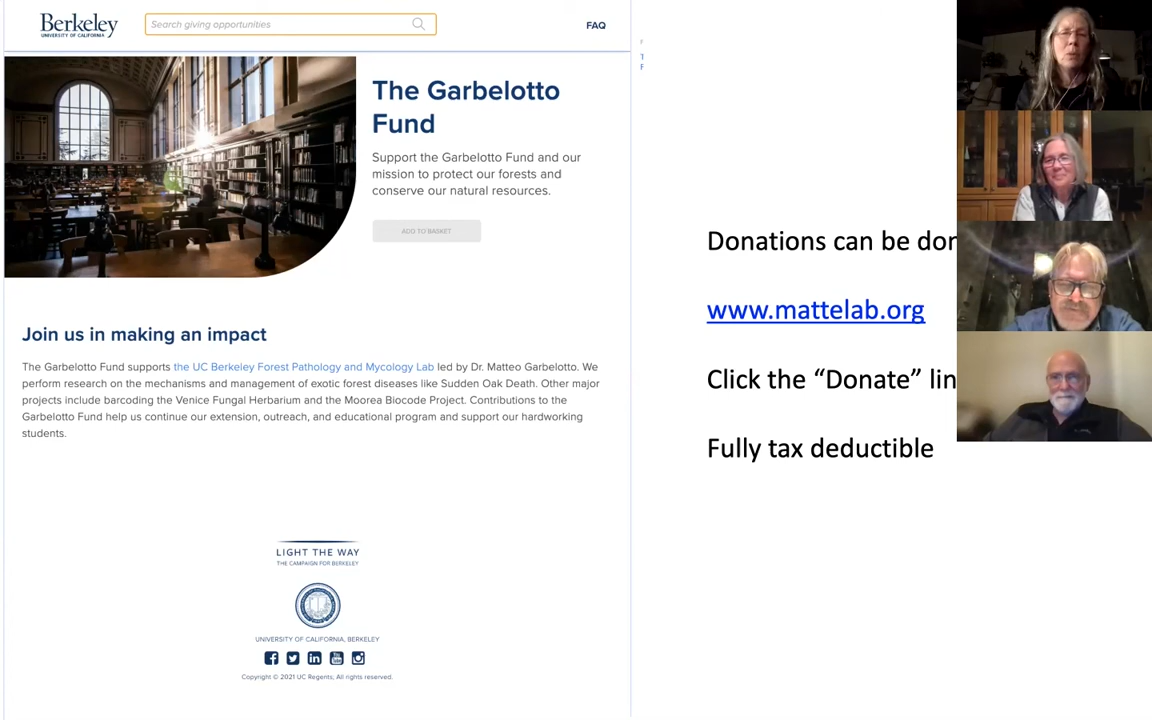 Berkeley
UNIVERSITY OF CALIFORNIA
Search giving opportunities
FAQ
The Garbelotto
Fund
Support the Garbelotto Fund and our
mission to protect our forests and
conserve our natural resources.
ADD TO BASKET
Join us in making an impact
The Garbelotto Fund supports the UC Berkeley Forest Pathology and Mycology Lab led by Dr. Matteo Garbelotto. We
perform research on the mechanisms and management of exotic forest diseases like Sudden Oak Death. Other major
projects include barcoding the Venice Fungal Herbarium and the Moorea Biocode Project. Contributions to the
Garbelotto Fund help us continue our extension, outreach, and educational program and support our hardworking
students.
LIGHT THE WAY
THE CAMPAIGN FOR BERKELEY
UNIVERSITY OF CALIFORNIA, BERKELEY
Copyright © 2021 UC Regents; All rights reserved.
Donations can be don
www.mattelab.org
Click the “Donate” lin
Fully tax deductible